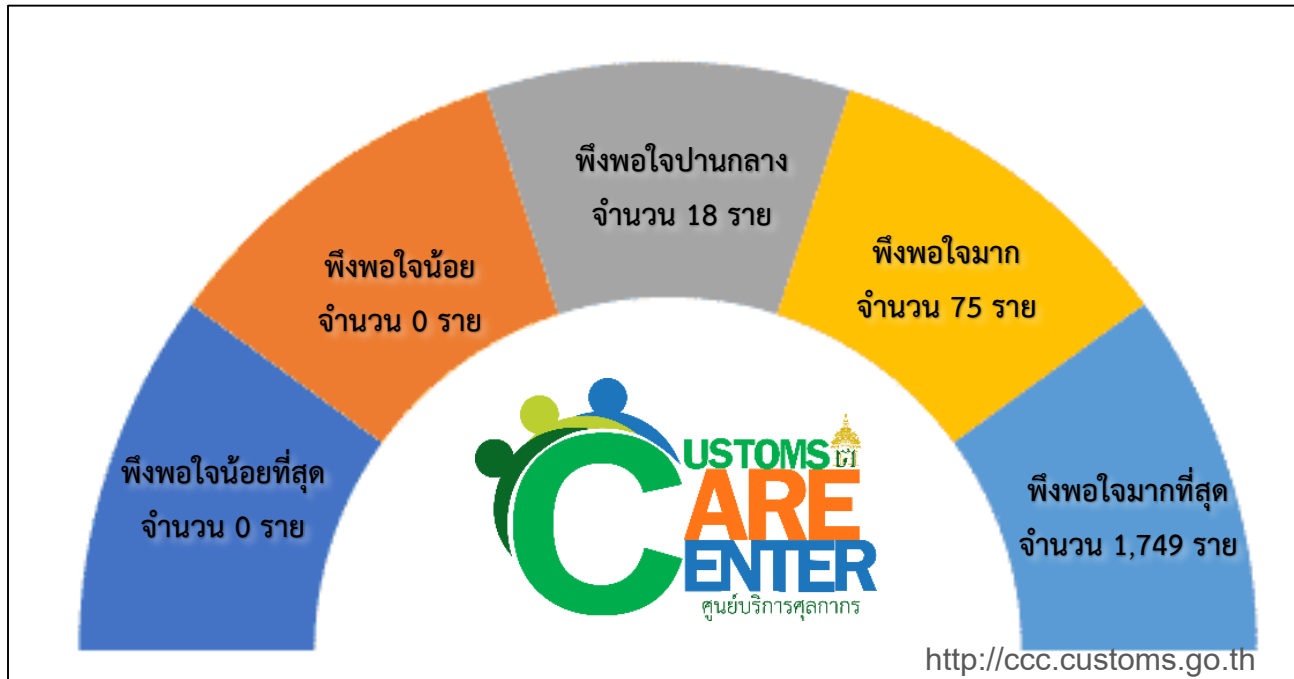 พึงพอใจปานกลาง
จำนวน 18 ราย
พึงพอใจน้อย
จำนวน 0 ราย
พึงพอใจมาก
จำนวน 75 ราย
พึงพอใจน้อยที่สุด
จำนวน 0 ราย
CUSTOMS
CARE
CENTER
ศูนย์บริการศุลกากร
พึงพอใจมากที่สุด
จำนวน 1,749 ราย
http://ccc.customs.go.th